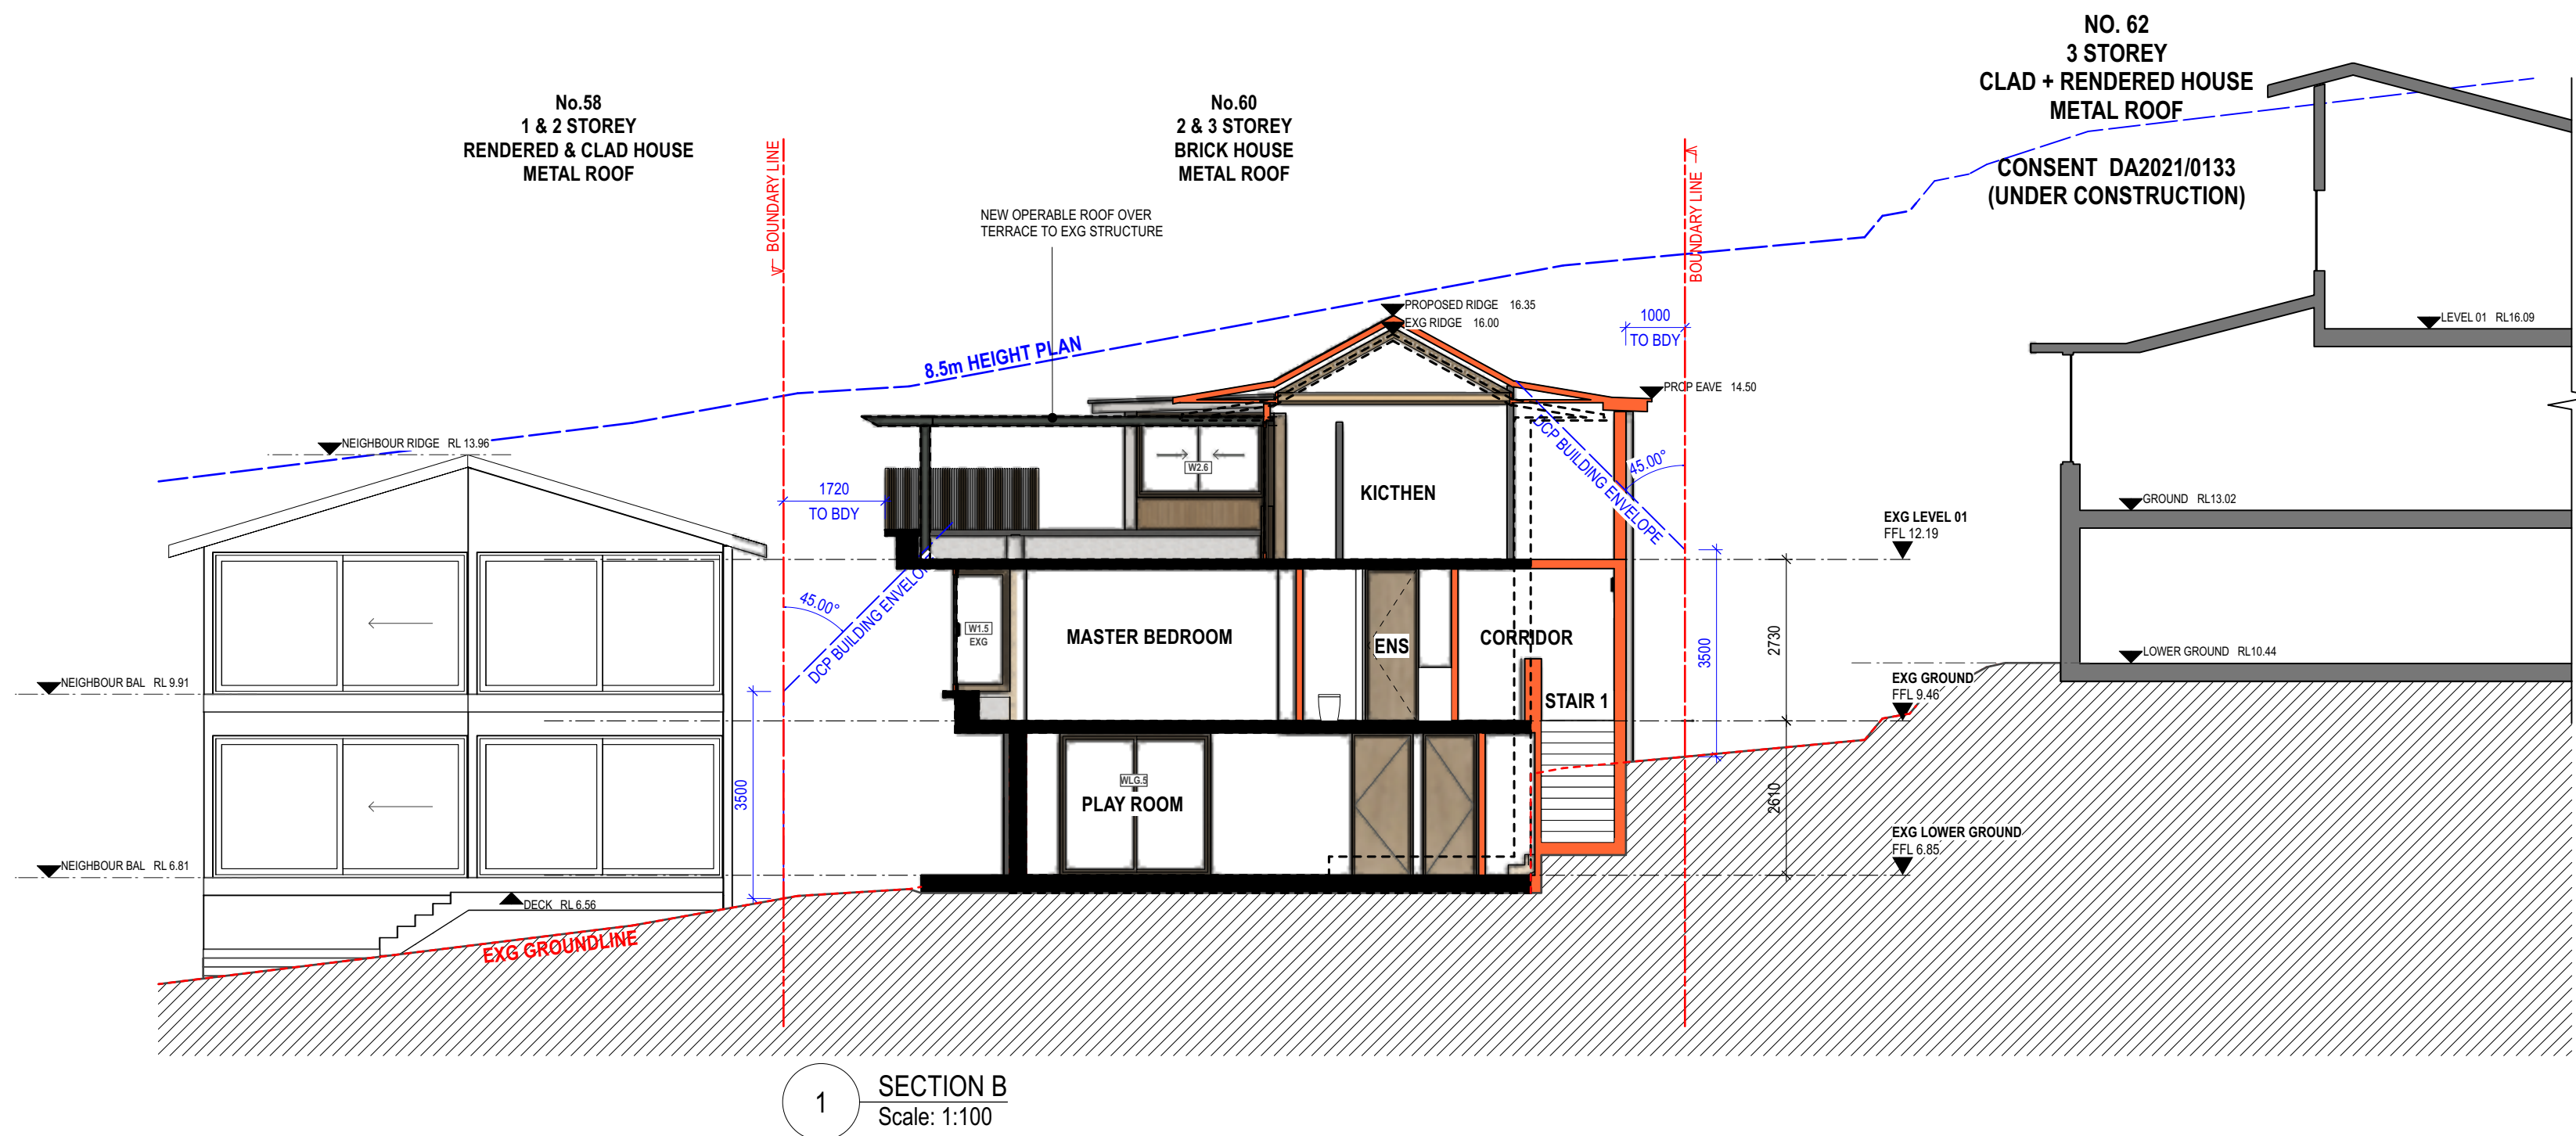 NO. 62
3 STOREY
CLAD + RENDERED HOUSE
METAL ROOF
CONSENT DA2021/0133
(UNDER CONSTRUCTION)
No.58
1 & 2 STOREY
RENDERED & CLAD HOUSE
METAL ROOF
No.60
2 & 3 STOREY
BRICK HOUSE
METAL ROOF
BOUNDARY LINE
BOUNDARY LINE
NEW OPERABLE ROOF OVER
TERRACE TO EXG STRUCTURE
8.5m HEIGHT PLAN
PROPOSED RIDGE 16.35
EXG RIDGE 16.00
1000
TO BDY
LEVEL 01 RL16.09
PROP EAVE 14.50
NEIGHBOUR RIDGE RL 13.96
1720
TO BDY
W2.6
KICTHEN
DCP BUILDING ENVELOPE
45.00°
GROUND RL13.02
EXG LEVEL 01
FFL 12.19
45.00°
DCP BUILDING ENVELOPE
W1.5
EXG
MASTER BEDROOM
ENS
CORRIDOR
STAIR 1
3500
2730
LOWER GROUND RL10.44
EXG GROUND
FFL 9.46
NEIGHBOUR BAL RL 9.91
3500
WLG.5
PLAY ROOM
2610
EXG LOWER GROUND
FFL 6.85
NEIGHBOUR BAL RL 6.81
DECK RL 6.56
EXG GROUNDLINE
1
SECTION B
Scale: 1:100